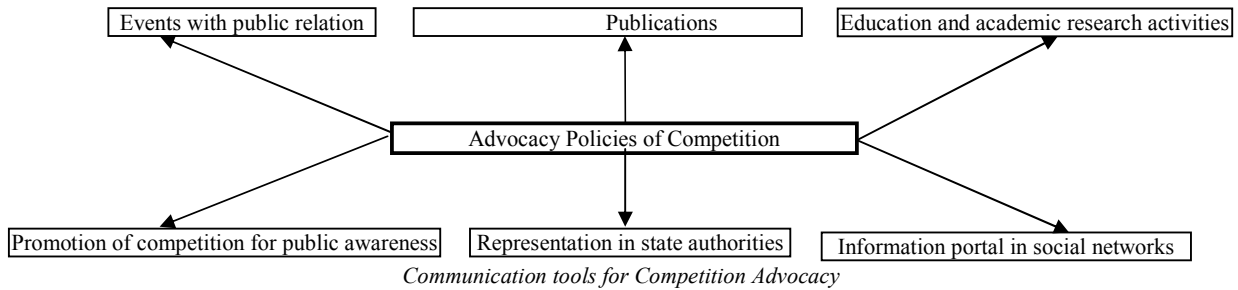 Events with public relation
Publications
Education and academic research activities
Advocacy Policies of Competition
Promotion of competition for public awareness
Representation in state authorities
Information portal in social networks
Communication tools for Competition Advocacy